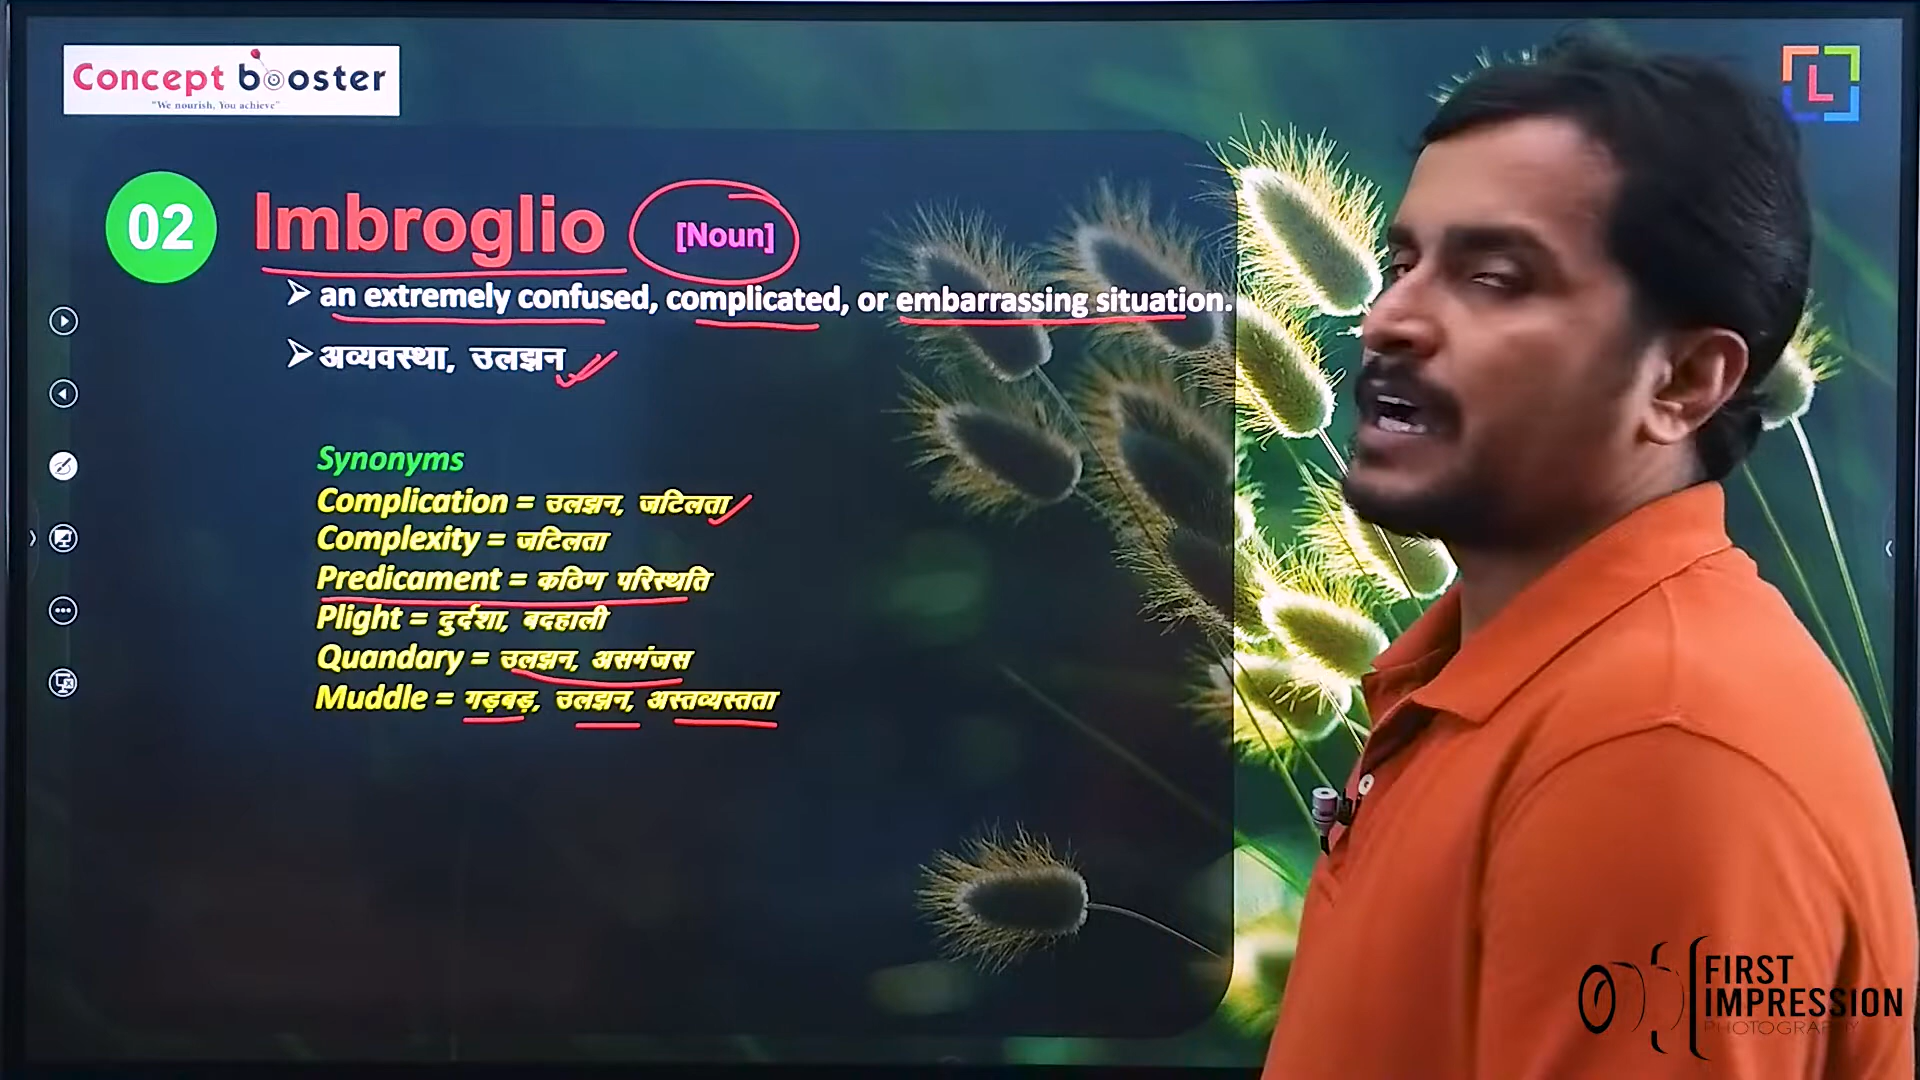 Concept booster
"We nourish, You achieve"
L
02
Imbroglio [Noun]
an extremely confused, complicated, or embarrassing situation.
अव्यवस्था, उलझन
Synonyms
Complication = उलझन, जटिलता
Complexity = जटिलता
Predicament = कठिण परिस्थति
Plight = दुर्दशा, बदहाली
Quandary = उलझन, असमंजस
Muddle = गड़बड़, उलझन, अस्तव्यस्तता
FIRST
IMPRESSION
PHOTOGRAPHY